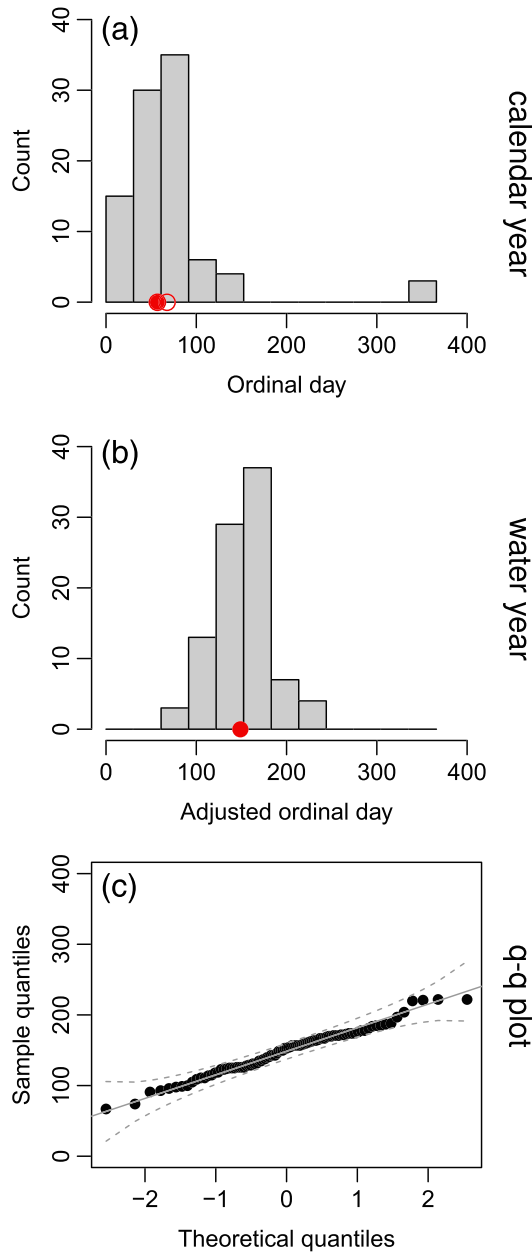 (a)
40
30
20
10
0
Count
0 100 200 300 400
Ordinal day
calendar year
(b)
40
30
20
10
0
Count
0 100 200 300 400
Adjusted ordinal day
water year
(c)
400
300
200
100
0
Sample quantiles
−2 −1 0 1 2
Theoretical quantiles
q-q plot